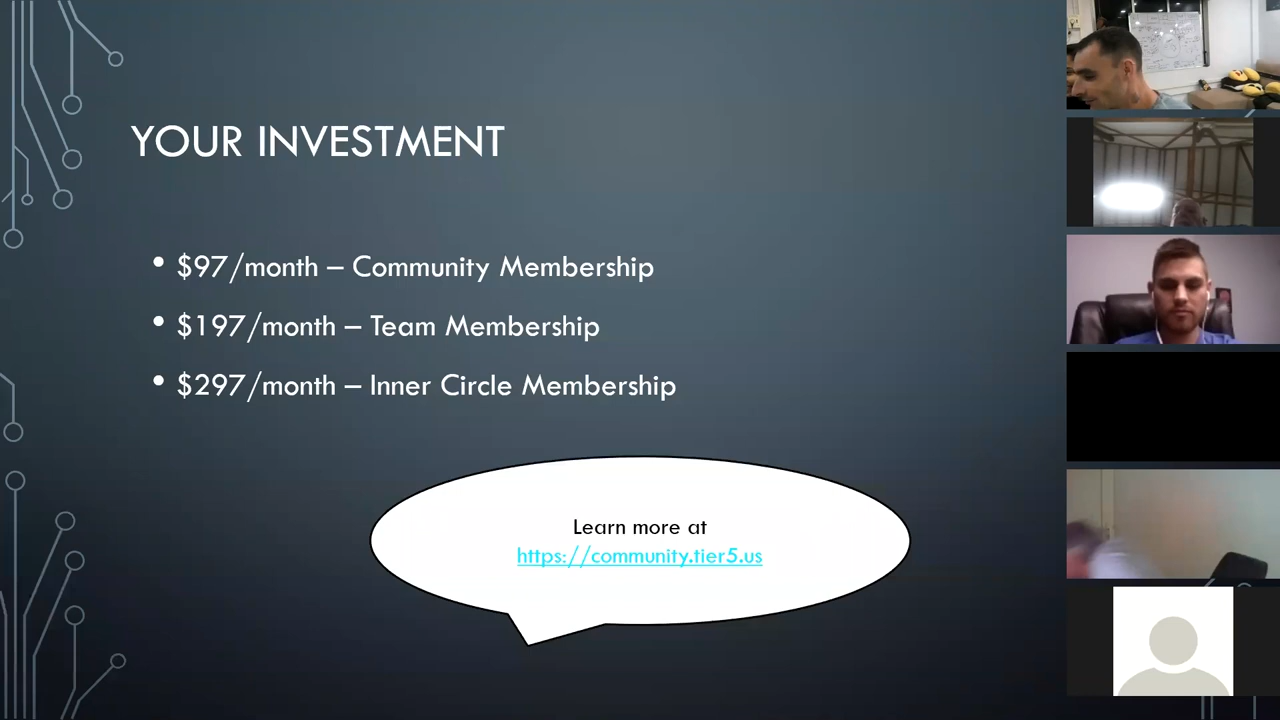 YOUR INVESTMENT
• $97/month – Community Membership
• $197/month – Team Membership
• $297/month – Inner Circle Membership
Learn more at
https://community.tier5.us